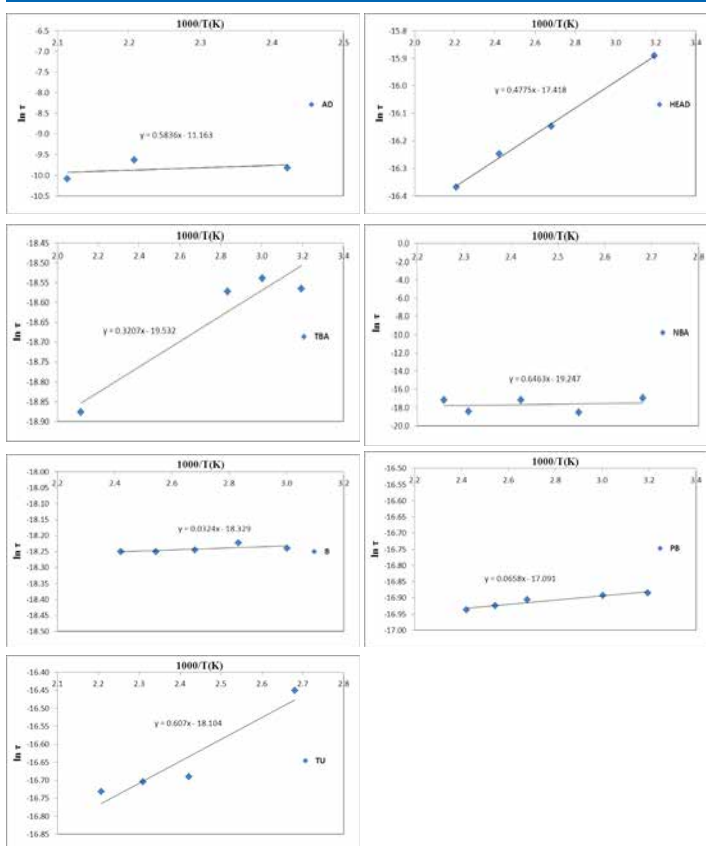 1000/T(K)
2.1 2.2 2.3 2.4 2.5
-6.5
-7.0
-7.5
-8.0
-8.5
-9.0
-9.5
-10.0
-10.5
ln τ
y = 0.5836x - 11.163
AD
1000/T(K)
2.0 2.2 2.4 2.6 2.8 3.0 3.2 3.4
-15.8
-15.9
-16.0
-16.1
-16.2
-16.3
-16.4
ln τ
y = 0.4775x - 17.418
HEAD
1000/T(K)
2.0 2.2 2.4 2.6 2.8 3.0 3.2 3.4
-18.45
-18.50
-18.55
-18.60
-18.65
-18.70
-18.75
-18.80
-18.85
-18.90
ln τ
y = 0.3207x - 19.532
TBA
1000/T(K)
2.2 2.3 2.4 2.5 2.6 2.7 2.8
0.0
-2.0
-4.0
-6.0
-8.0
-10.0
-12.0
-14.0
-16.0
-18.0
-20.0
ln τ
y = 0.6463x - 19.247
NBA
1000/T(K)
2.2 2.4 2.6 2.8 3.0 3.2
-18.00
-18.05
-18.10
-18.15
-18.20
-18.25
-18.30
-18.35
-18.40
-18.45
-18.50
ln τ
y = 0.0324x - 18.329
B
1000/T(K)
2.2 2.4 2.6 2.8 3.0 3.2 3.4
-16.50
-16.55
-16.60
-16.65
-16.70
-16.75
-16.80
-16.85
-16.90
-16.95
-17.00
ln τ
y = 0.0658x - 17.091
PB
1000/T(K)
2.1 2.2 2.3 2.4 2.5 2.6 2.7 2.8
-16.40
-16.45
-16.50
-16.55
-16.60
-16.65
-16.70
-16.75
-16.80
-16.85
ln τ
y = 0.607x - 18.104
TU